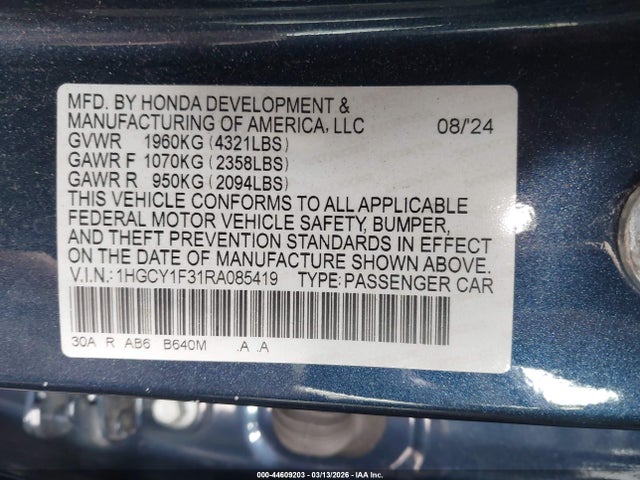 MFD. BY HONDA DEVELOPMENT &
MANUFACTURING OF AMERICA, LLC 08/'24
GVWR 1960KG (4321LBS)
GAWR F 1070KG (2358LBS)
GAWR R 950KG (2094LBS)
THIS VEHICLE CONFORMS TO ALL APPLICABLE
FEDERAL MOTOR VEHICLE SAFETY, BUMPER,
AND THEFT PREVENTION STANDARDS IN EFFECT
ON THE DATE OF MANUFACTURE SHOWN ABOVE.
V.I.N.: 1HGCY1F31RA085419 TYPE: PASSENGER CAR
30A R AB6 B640M .A .A
000-44609203 - 03/13/2026 - IAA Inc.